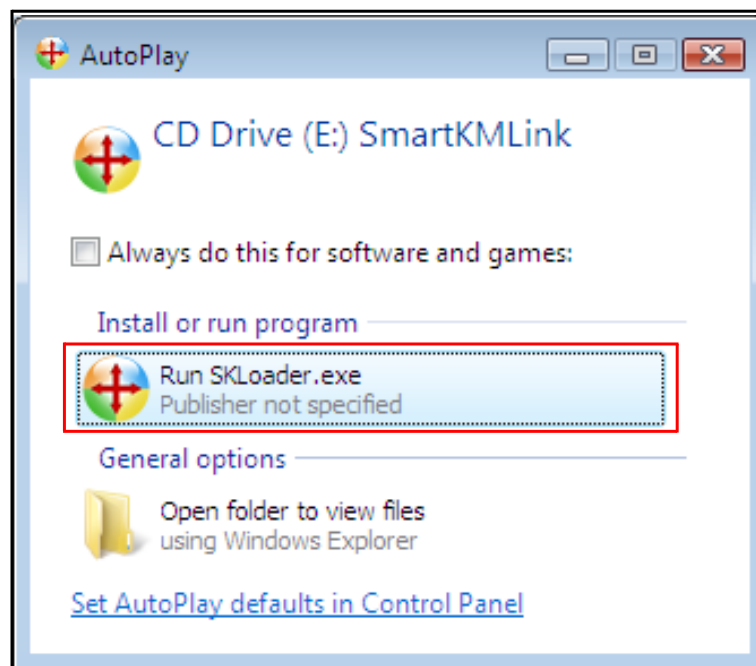 AutoPlay
CD Drive (E:) SmartKMLink
Always do this for software and games:
Install or run program
Run SKLoader.exe
Publisher not specified
General options
Open folder to view files
using Windows Explorer
Set AutoPlay defaults in Control Panel